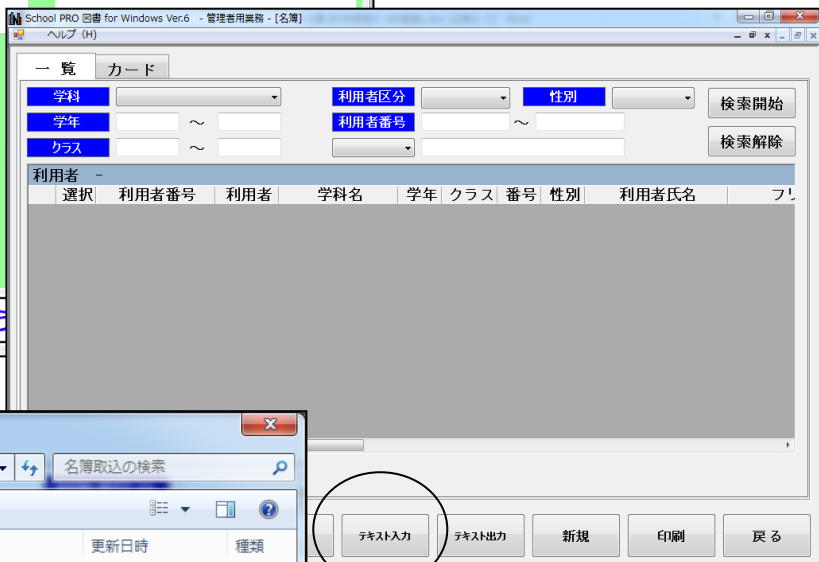 School PRO 図書 for Windows Ver.6 - 管理者用業務 - [名簿]
ヘルプ (H)
一 覧 カード
学科 利用者区分 性別 検索開始
学年 ～ 利用者番号 ～
クラス ～ 検索解除
利用者 -
選択 利用者番号 利用者 学科名 学年 クラス 番号 性別 利用者氏名 フリ
名簿取込の検索
更新日時 種類
テキスト入力 テキスト出力 新規 印刷 戻 る